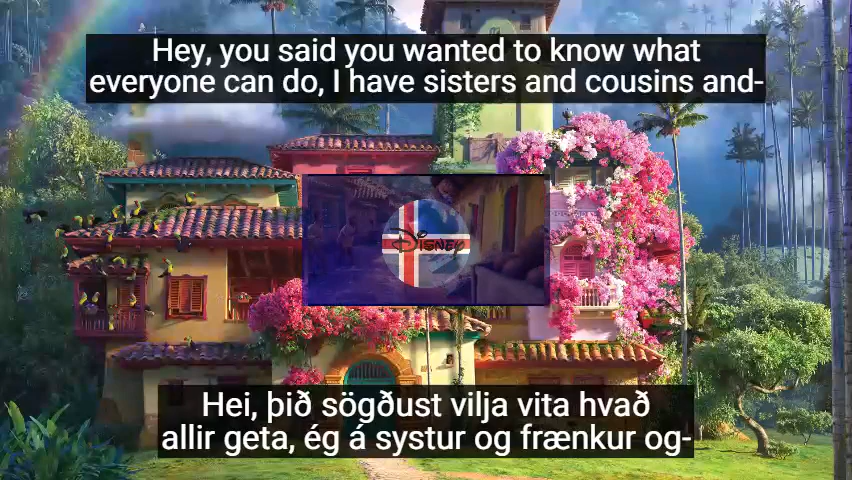 Hey, you said you wanted to know what
everyone can do, I have sisters and cousins and-
Disney
Hei, þið sögðust vilja vita hvað
allir geta, ég á systur og frænkur og-